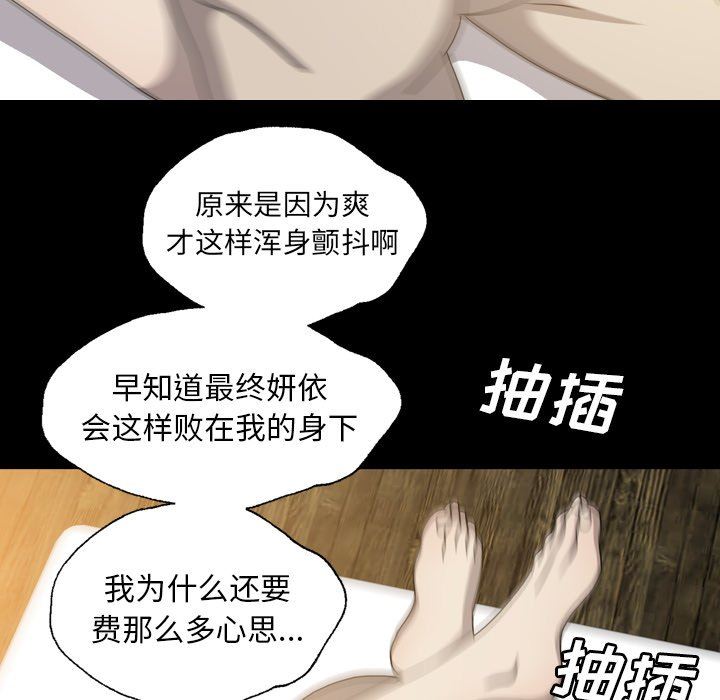 原来是因为爽
才这样浑身颤抖啊
早知道最终妍依
会这样败在我的身下
抽插
我为什么还要
费那么多心思...
抽插